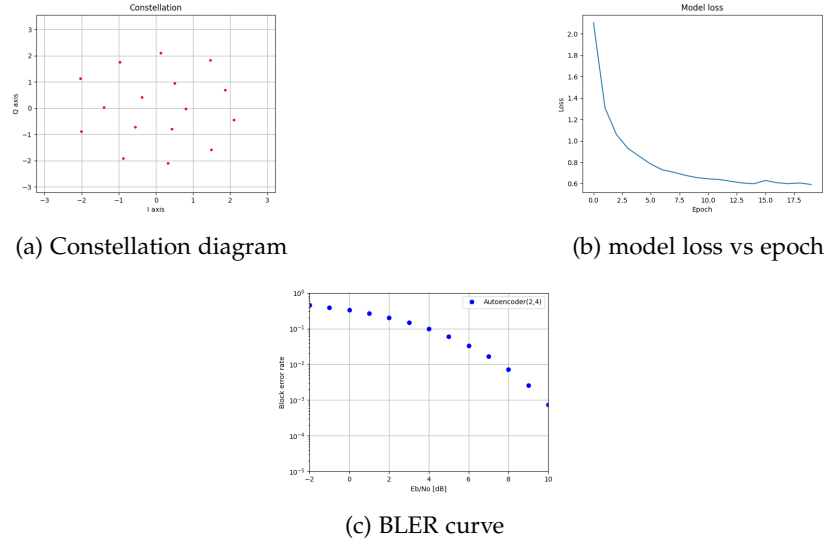 Constellation
3
2
1
0
−1
−2
−3
Q axis
−3 −2 −1 0 1 2 3
I axis
(a) Constellation diagram
Model loss
2.0
1.8
1.6
1.4
1.2
1.0
0.8
0.6
Loss
0.0 2.5 5.0 7.5 10.0 12.5 15.0 17.5
Epoch
(b) model loss vs epoch
Autoencoder(2,4)
10^0
10^−1
10^−2
10^−3
10^−4
10^−5
Block error rate
−2 0 2 4 6 8 10
Eb/No [dB]
(c) BLER curve